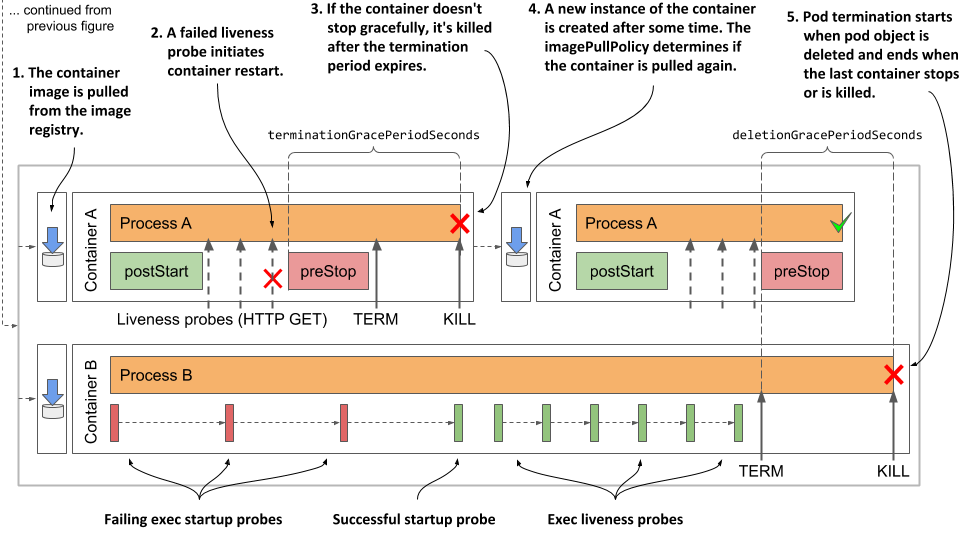 ... continued from
previous figure
1. The container
image is pulled
from the image
registry.
2. A failed liveness
probe initiates
container restart.
3. If the container doesn't
stop gracefully, it's killed
after the termination
period expires.
4. A new instance of the container
is created after some time. The
imagePullPolicy determines if
the container is pulled again.
5. Pod termination starts
when pod object is
deleted and ends when
the last container stops
or is killed.
terminationGracePeriodSeconds
deletionGracePeriodSeconds
Container A
Process A
postStart
preStop
Liveness probes (HTTP GET)
TERM
KILL
Container A
Process A
postStart
preStop
Container B
Process B
TERM
KILL
Failing exec startup probes
Successful startup probe
Exec liveness probes